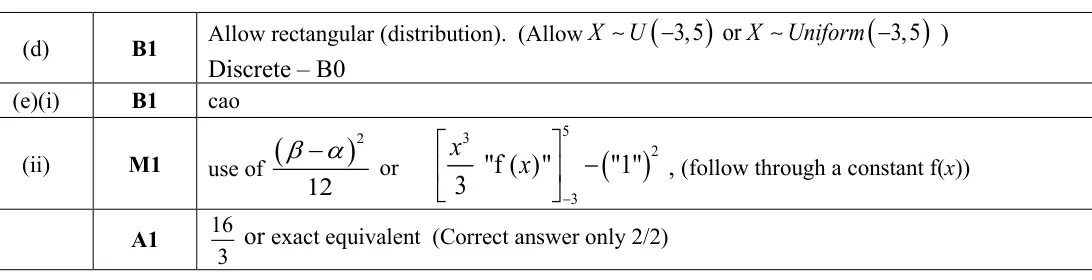 (d) B1 Allow rectangular (distribution). (Allow X ~ U (−3,5) or X ~ Uniform (−3,5) )
Discrete – B0
(e)(i) B1 cao
(ii) M1 use of (β − α)² / 12 or [x³/3 "f (x)"]₋₃⁵ − ("1")² , (follow through a constant f(x))
A1 16/3 or exact equivalent (Correct answer only 2/2)